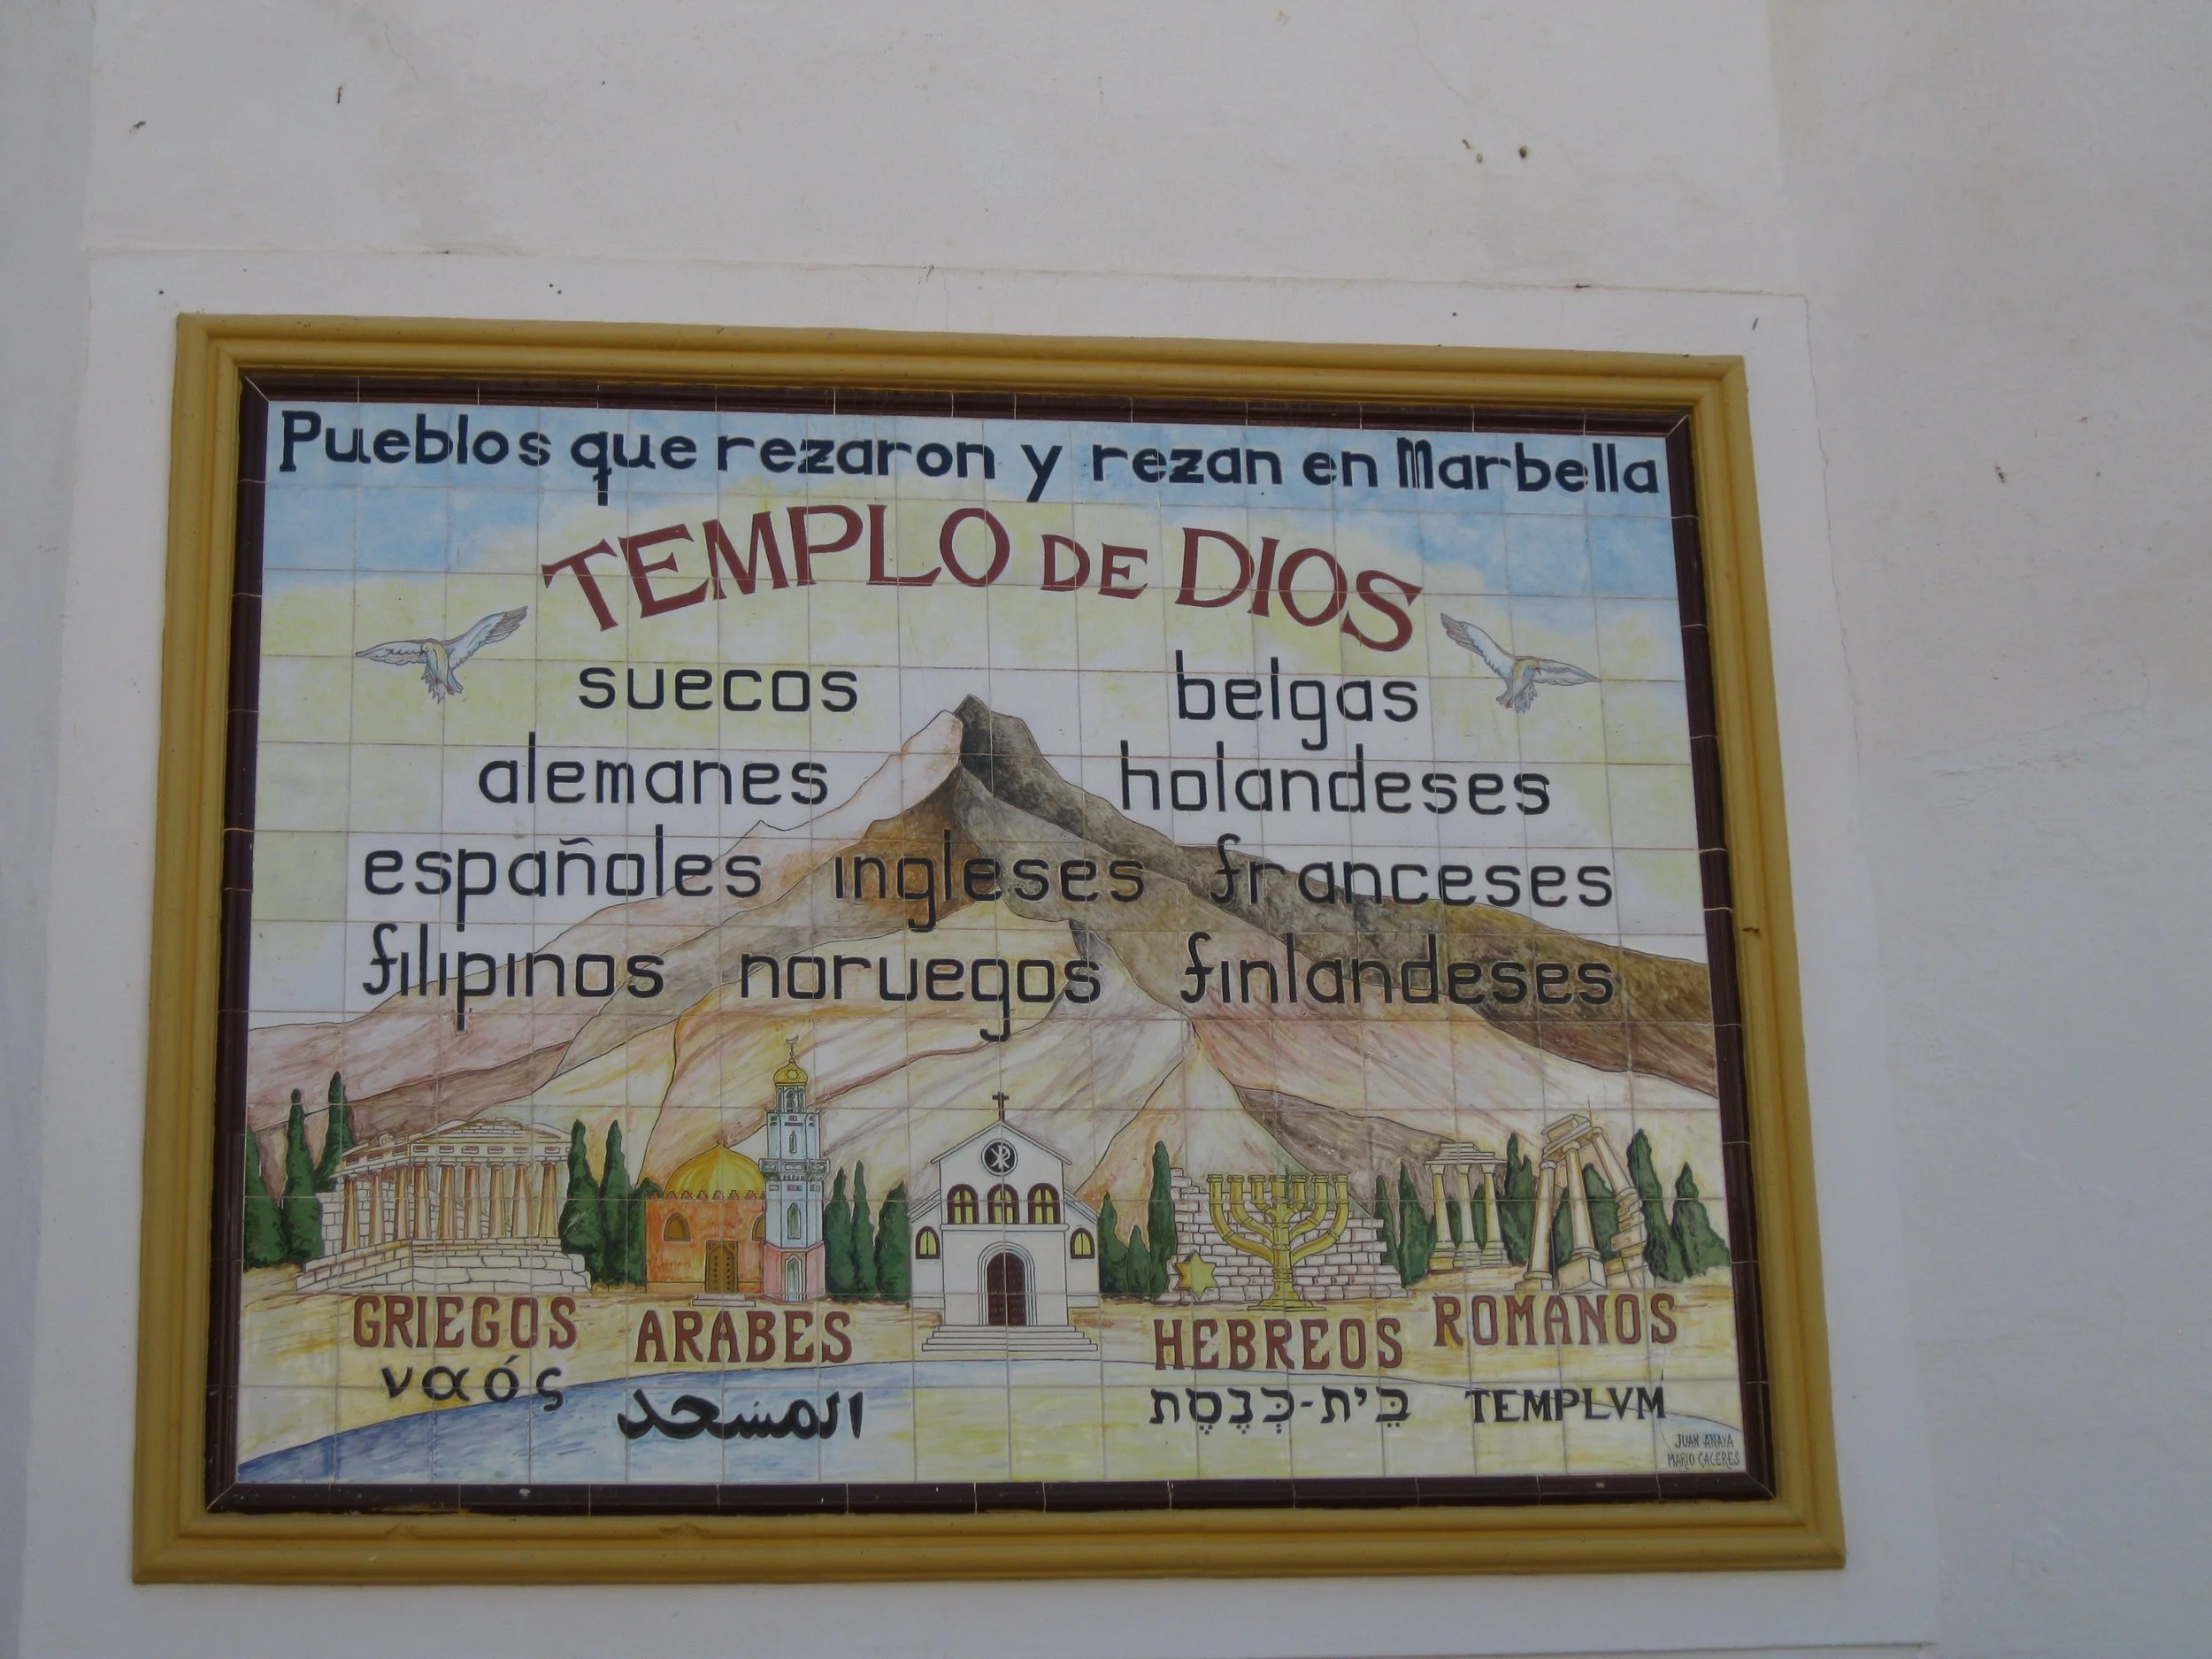 Pueblos que rezaron y rezan en Marbella
TEMPLO DE DIOS
suecos belgas
alemanes holandeses
españoles ingleses franceses
filipinos noruegos finlandeses
GRIEGOS ARABES HEBREOS ROMANOS
ναός المسحد בֵּית-כְּנֶסֶת TEMPLVM
JUAN ANAYA
MARIO CACERES